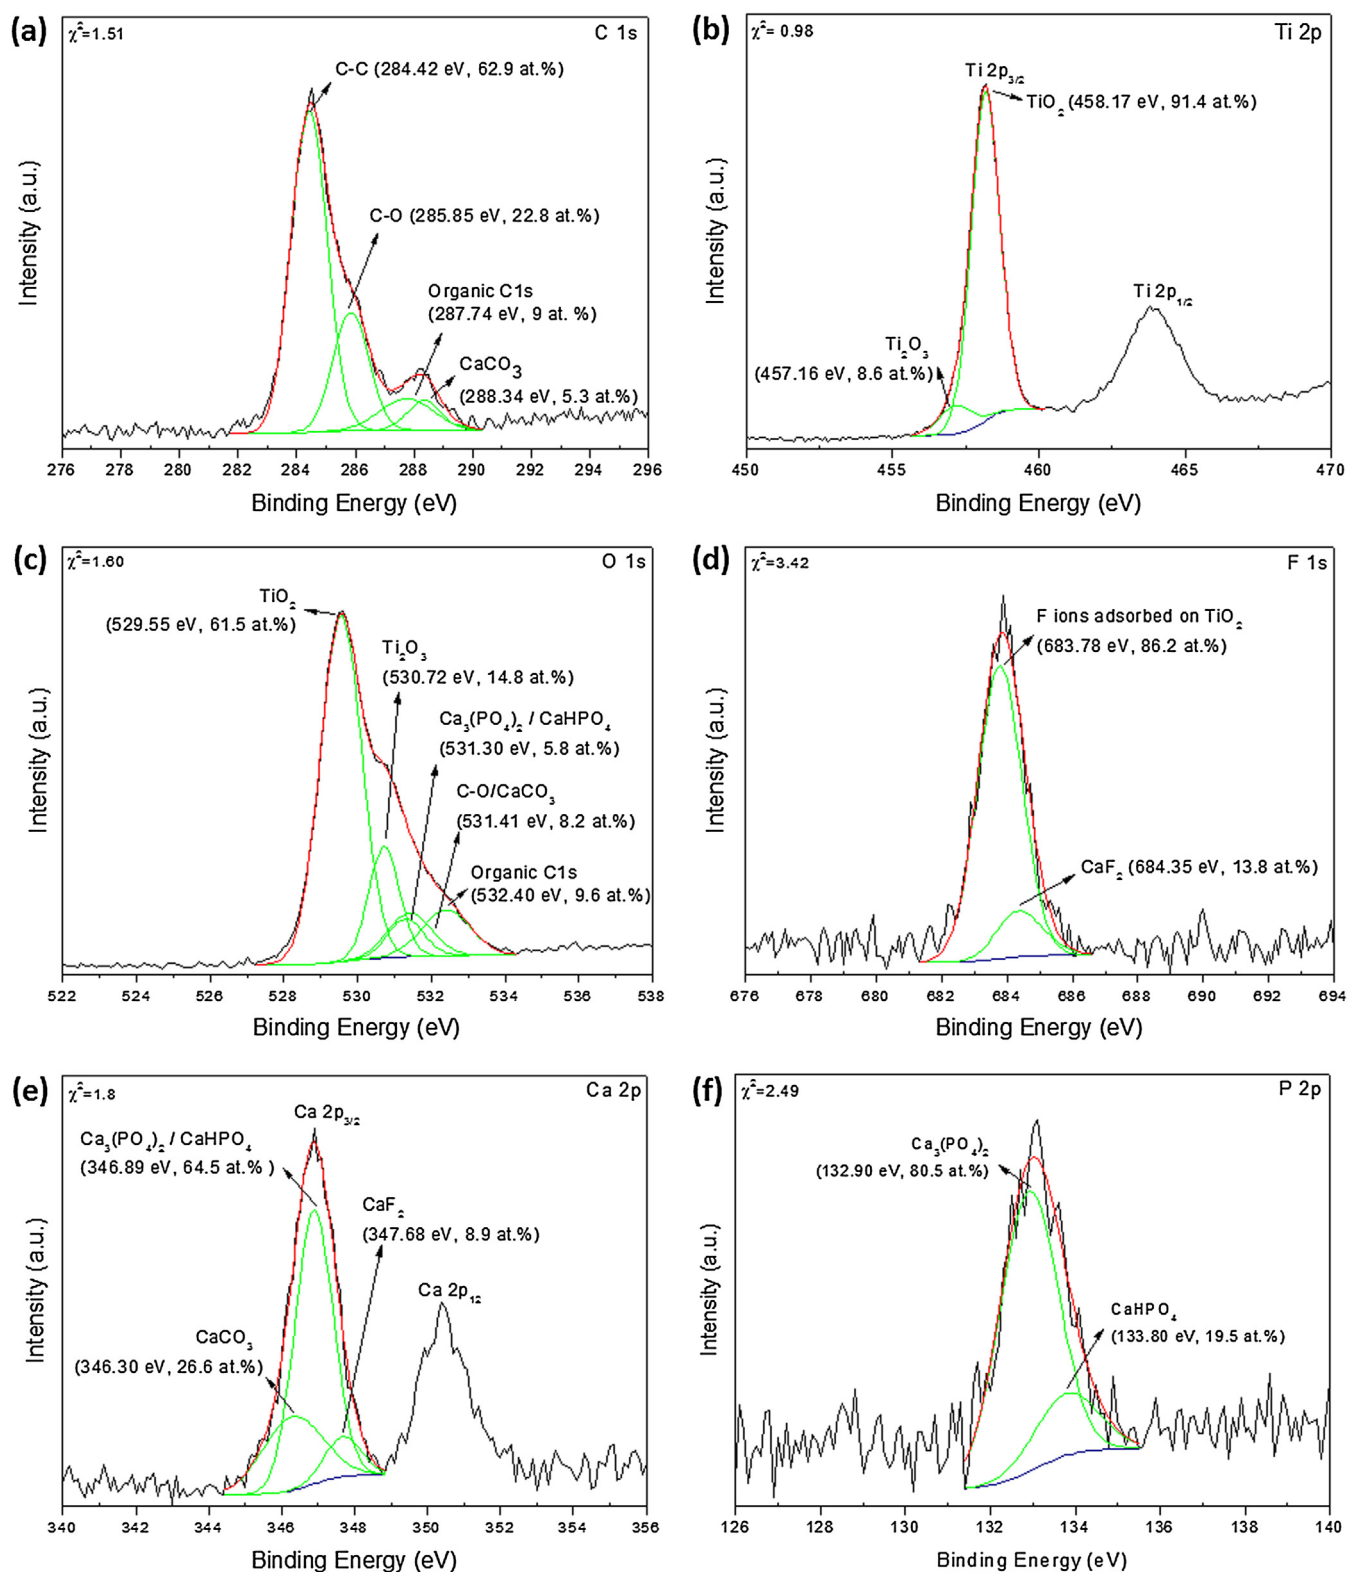 (a)
χ²=1.51
C 1s
C-C (284.42 eV, 62.9 at.%)
C-O (285.85 eV, 22.8 at.%)
Organic C1s
(287.74 eV, 9 at. %)
CaCO₃
(288.34 eV, 5.3 at.%)
Intensity (a.u.)
276 278 280 282 284 286 288 290 292 294 296
Binding Energy (eV)
(b)
χ²= 0.98
Ti 2p
Ti 2p₃/₂
TiO₂ (458.17 eV, 91.4 at.%)
Ti 2p₁/₂
Ti₂O₃
(457.16 eV, 8.6 at.%)
Intensity (a.u.)
450 455 460 465 470
Binding Energy (eV)
(c)
χ²=1.60
O 1s
TiO₂
(529.55 eV, 61.5 at.%)
Ti₂O₃
(530.72 eV, 14.8 at.%)
Ca₃(PO₄)₂ / CaHPO₄
(531.30 eV, 5.8 at.%)
C-O/CaCO₃
(531.41 eV, 8.2 at.%)
Organic C1s
(532.40 eV, 9.6 at.%)
Intensity (a.u.)
522 524 526 528 530 532 534 536 538
Binding Energy (eV)
(d)
χ²=3.42
F 1s
F ions adsorbed on TiO₂
(683.78 eV, 86.2 at.%)
CaF₂ (684.35 eV, 13.8 at.%)
Intensity (a.u.)
676 678 680 682 684 686 688 690 692 694
Binding Energy (eV)
(e)
χ²=1.8
Ca 2p
Ca 2p₃/₂
Ca₃(PO₄)₂ / CaHPO₄
(346.89 eV, 64.5 at.% )
CaF₂
(347.68 eV, 8.9 at.%)
Ca 2p₁₂
CaCO₃
(346.30 eV, 26.6 at.%)
Intensity (a.u.)
340 342 344 346 348 350 352 354 356
Binding Energy (eV)
(f)
χ²=2.49
P 2p
Ca₃(PO₄)₂
(132.90 eV, 80.5 at.%)
CaHPO₄
(133.80 eV, 19.5 at.%)
Intensity (a.u.)
126 128 130 132 134 136 138 140
Binding Energy (eV)